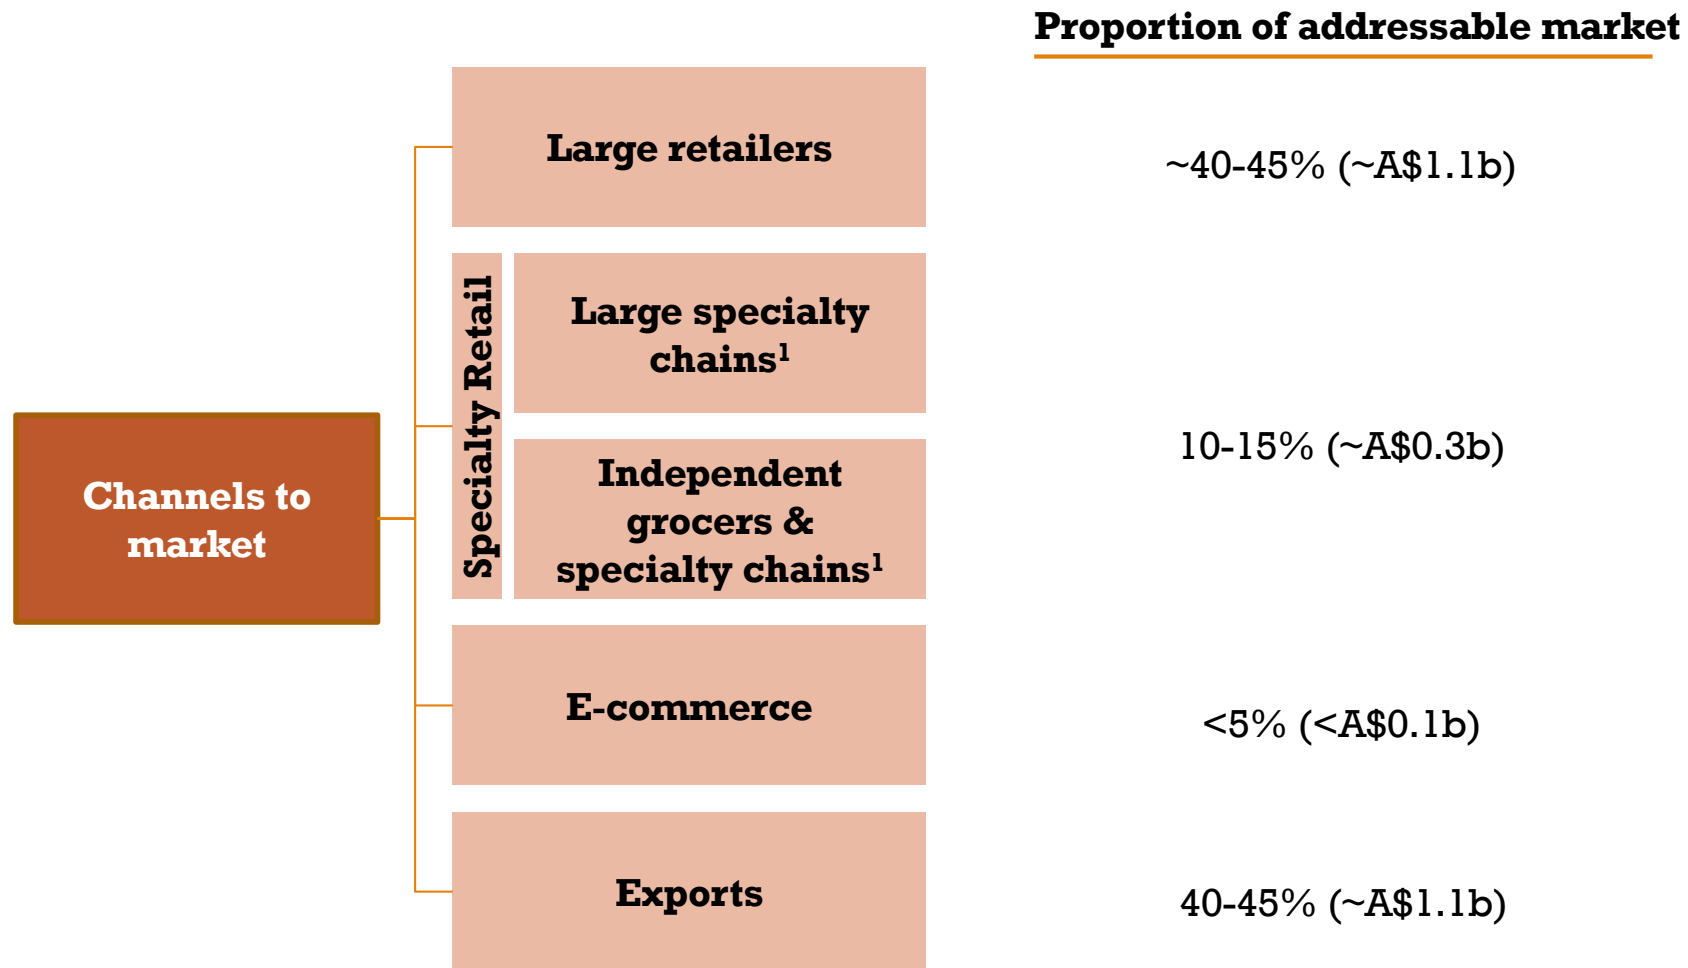 Proportion of addressable market
Large retailers
~40-45% (~A$1.1b)
Specialty Retail
Large specialty
chains¹
Independent
grocers &
specialty chains¹
10-15% (~A$0.3b)
Channels to
market
E-commerce
<5% (<A$0.1b)
Exports
40-45% (~A$1.1b)